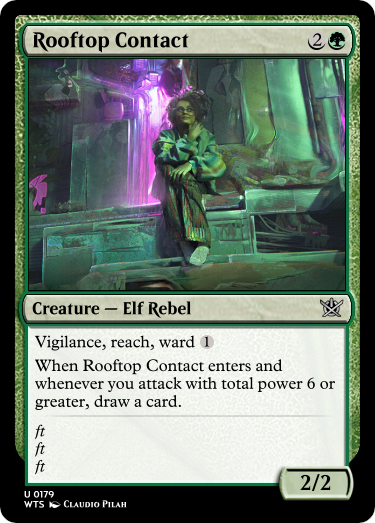 Rooftop Contact 2
Creature — Elf Rebel
Vigilance, reach, ward 1
When Rooftop Contact enters and
whenever you attack with total power 6 or
greater, draw a card.
ft
ft
ft
2/2
U 0179
WTS Claudio Pilah